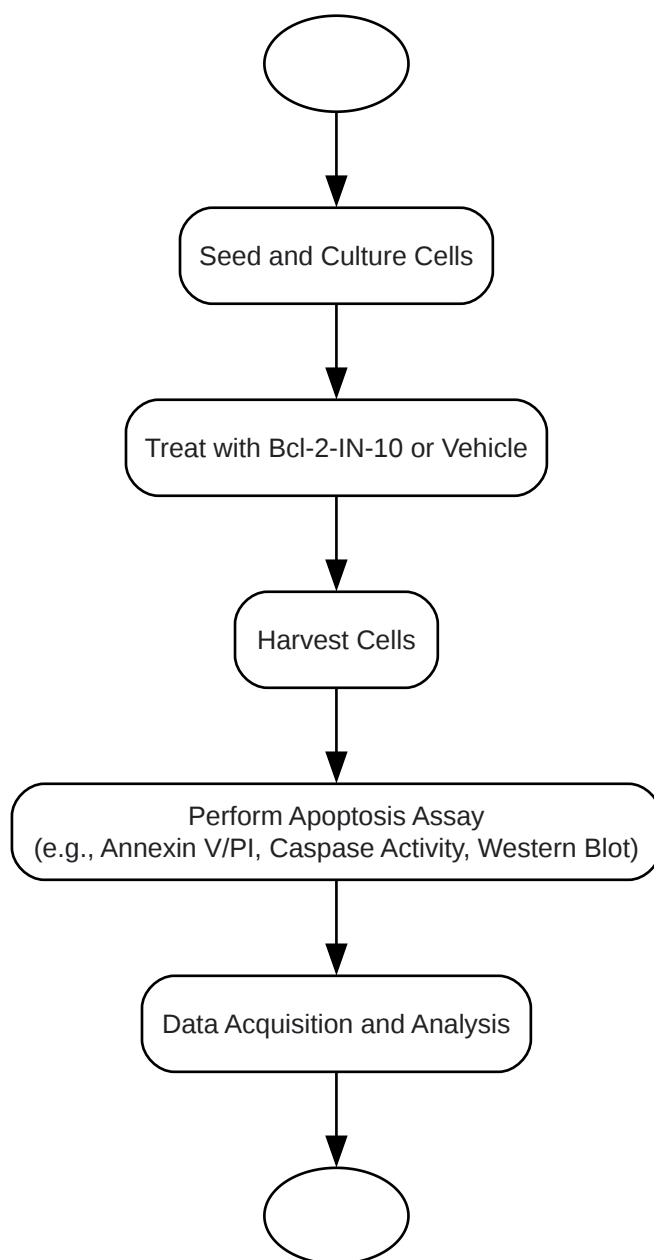 Seed and Culture Cells
Treat with Bcl-2-IN-10 or Vehicle
Harvest Cells
Perform Apoptosis Assay
(e.g., Annexin V/PI, Caspase Activity, Western Blot)
Data Acquisition and Analysis